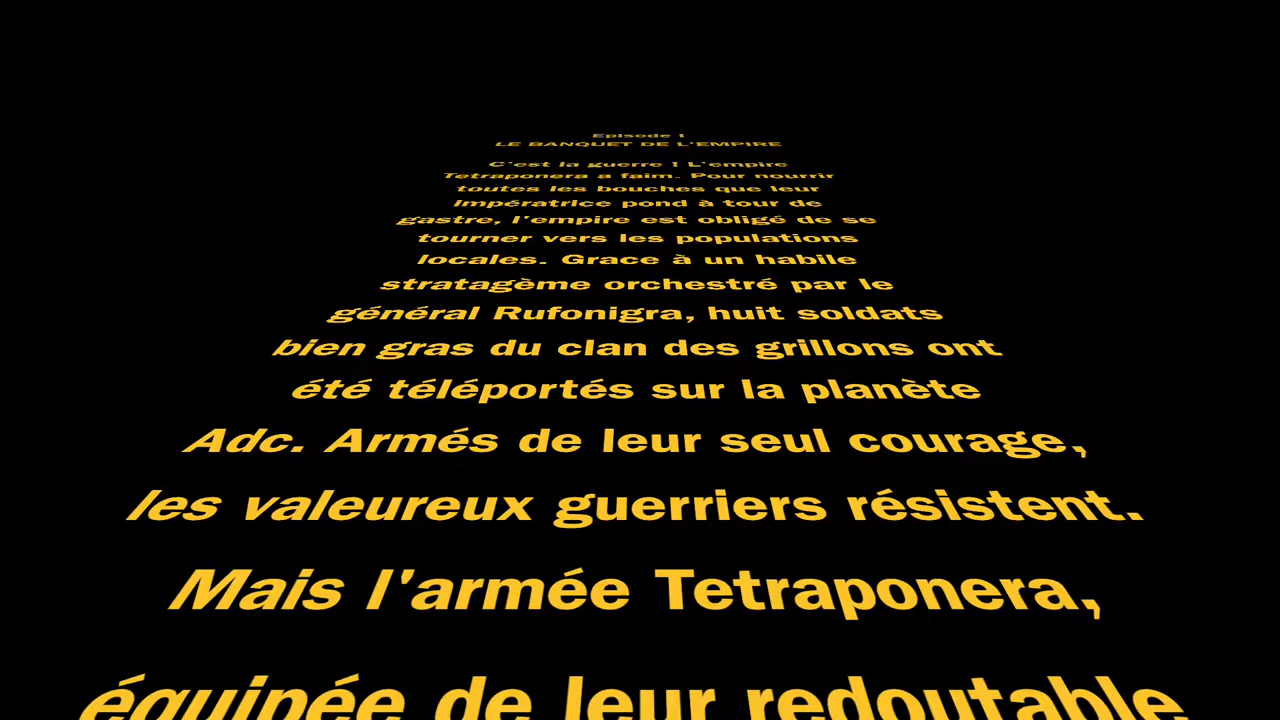 Episode I
LE BANQUET DE L'EMPIRE
C'est la guerre ! L'empire
Tetraponera a faim. Pour nourrir
toutes les bouches que leur
impératrice pond à tour de
gastre, l'empire est obligé de se
tourner vers les populations
locales. Grace à un habile
stratagème orchestré par le
général Rufonigra, huit soldats
bien gras du clan des grillons ont
été téléportés sur la planète
Adc. Armés de leur seul courage,
les valeureux guerriers résistent.
Mais l'armée Tetraponera,
équipée de leur redoutable